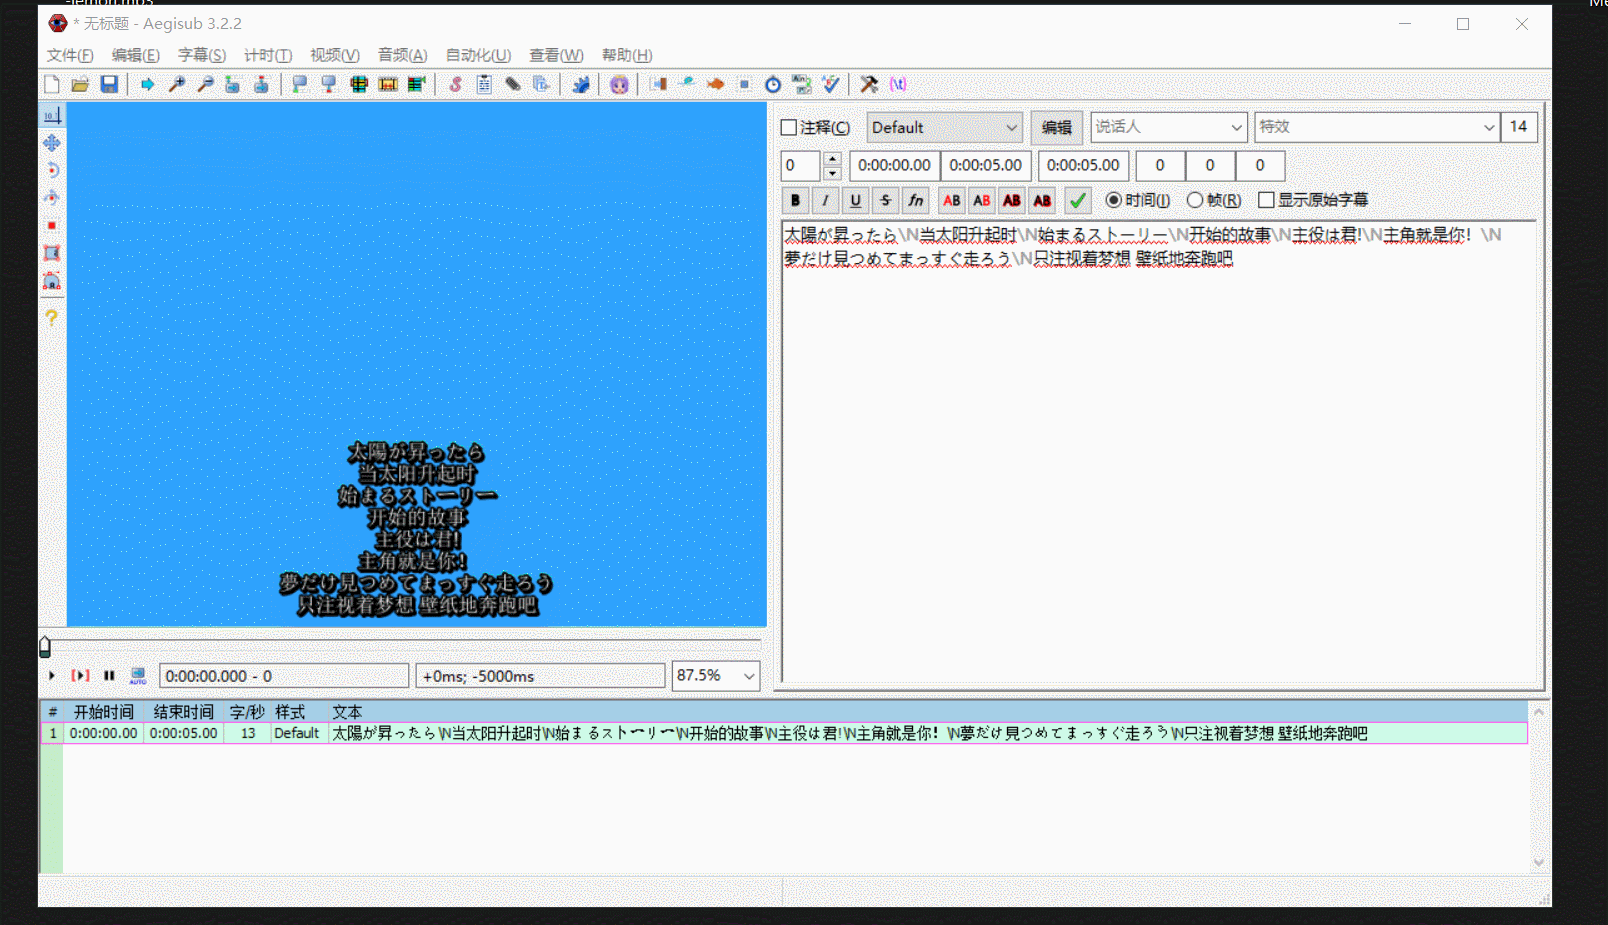 * 无标题 - Aegisub 3.2.2
文件(F) 编辑(E) 字幕(S) 计时(T) 视频(V) 音频(A) 自动化(U) 查看(W) 帮助(H)
注释(C) Default 编辑 说话人 特效 14
0 0:00:00.00 0:00:05.00 0:00:05.00 0 0 0
B I U S fn AB AB AB AB 时间(I) 帧(R) 显示原始字幕
太陽が昇ったら\N当太阳升起时\N始まるストーリー\N开始的故事\N主役は君!\N主角就是你！\N
夢だけ見つめてまっすぐ走ろう\N只注视着梦想 壁纸地奔跑吧
太陽が昇ったら
当太阳升起时
始まるストーリー
开始的故事
主役は君!
主角就是你！
夢だけ見つめてまっすぐ走ろう
只注视着梦想 壁纸地奔跑吧
AUTO 0:00:00.000 - 0 +0ms; -5000ms 87.5%
# 开始时间 结束时间 字/秒 样式 文本
1 0:00:00.00 0:00:05.00 13 Default 太陽が昇ったら\N当太阳升起时\N始まるストーリー\N开始的故事\N主役は君!\N主角就是你！\N夢だけ見つめてまっすぐ走ろう\N只注视着梦想 壁纸地奔跑吧